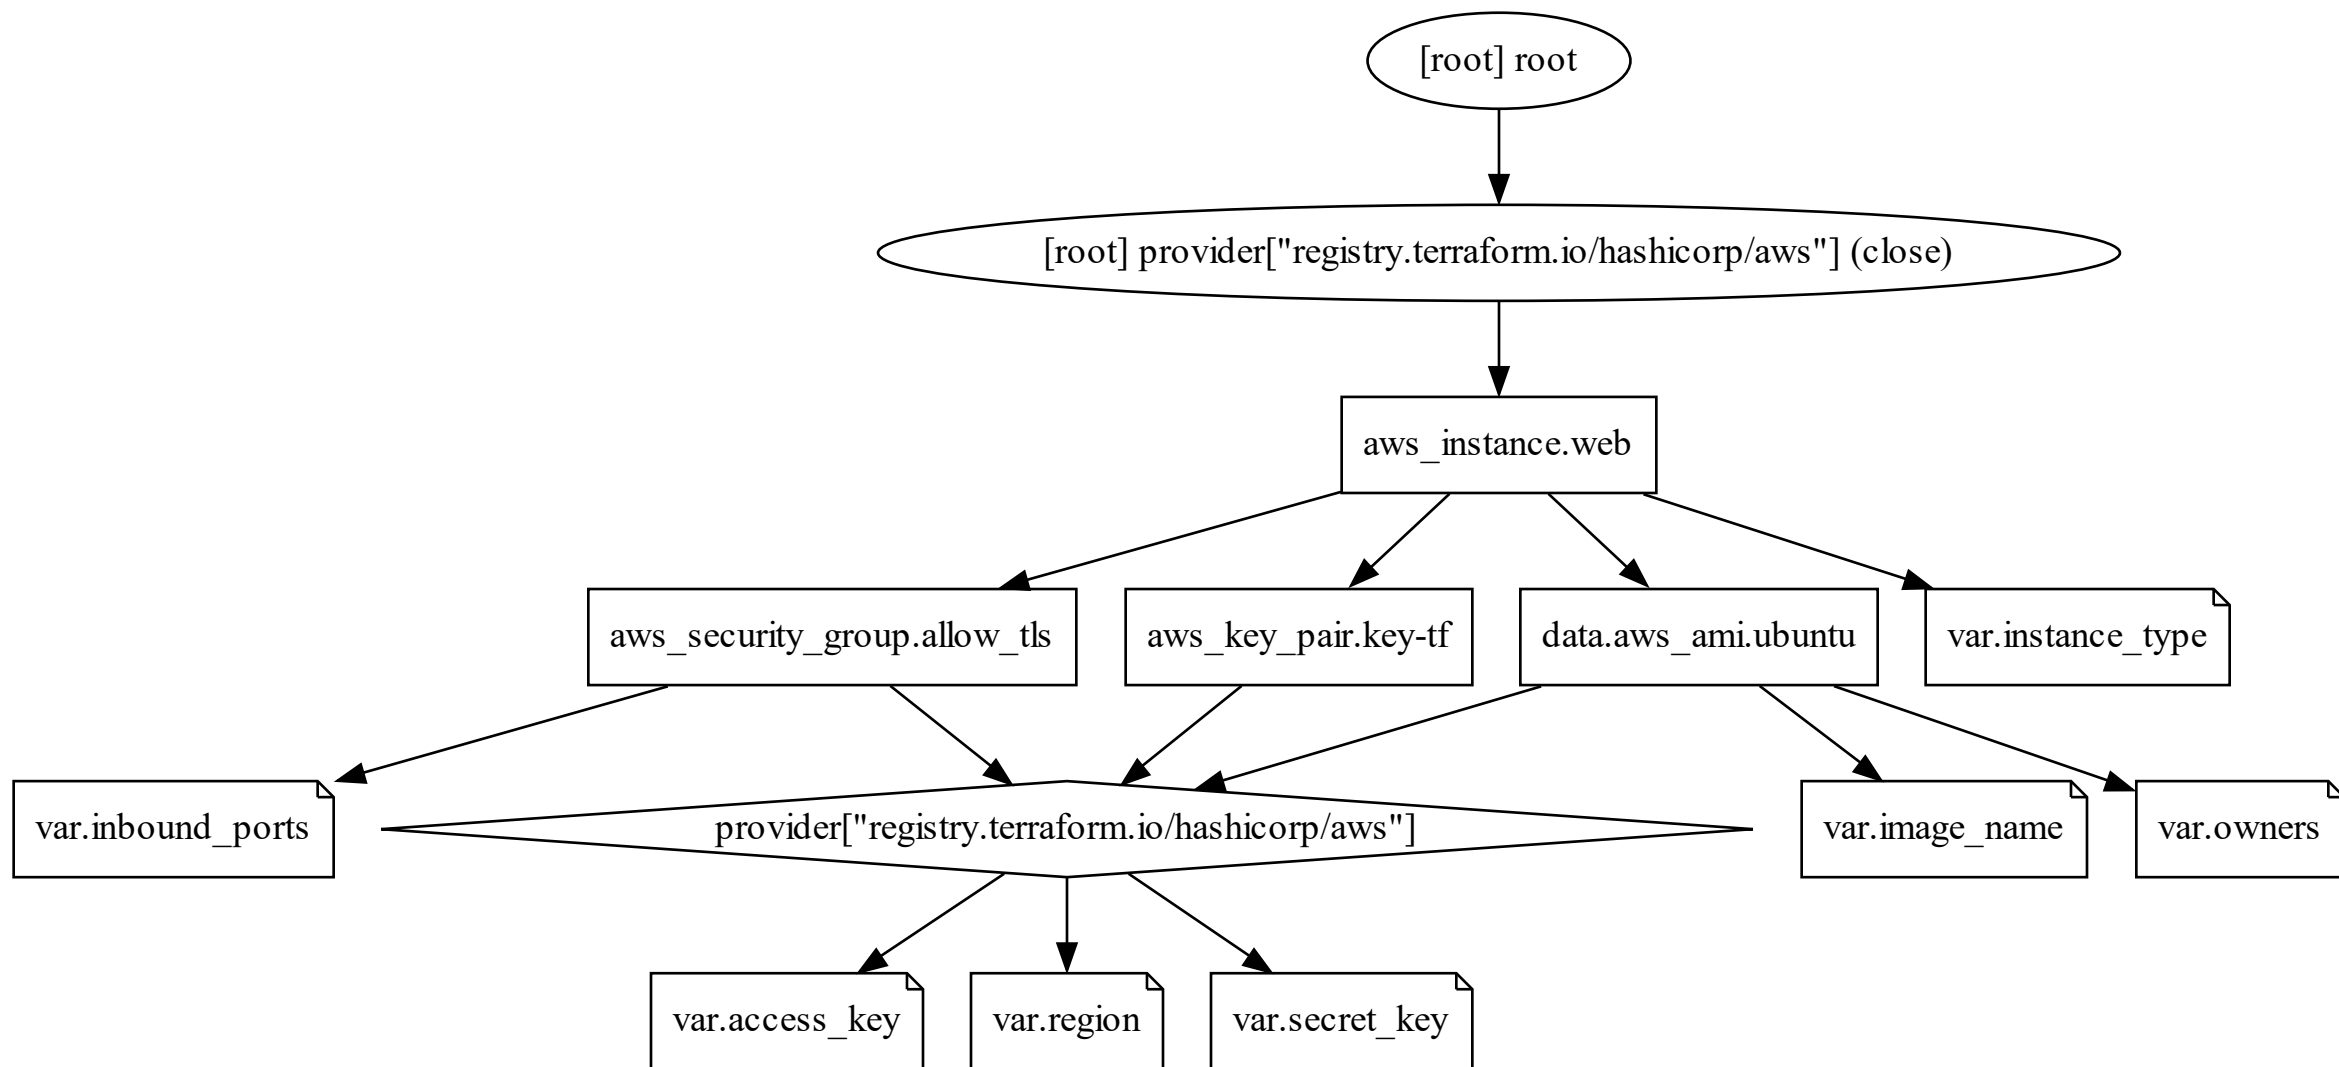 [root] root
[root] provider["registry.terraform.io/hashicorp/aws"] (close)
aws_instance.web
aws_security_group.allow_tls
aws_key_pair.key-tf
data.aws_ami.ubuntu
var.instance_type
var.inbound_ports
provider["registry.terraform.io/hashicorp/aws"]
var.image_name
var.owners
var.access_key
var.region
var.secret_key